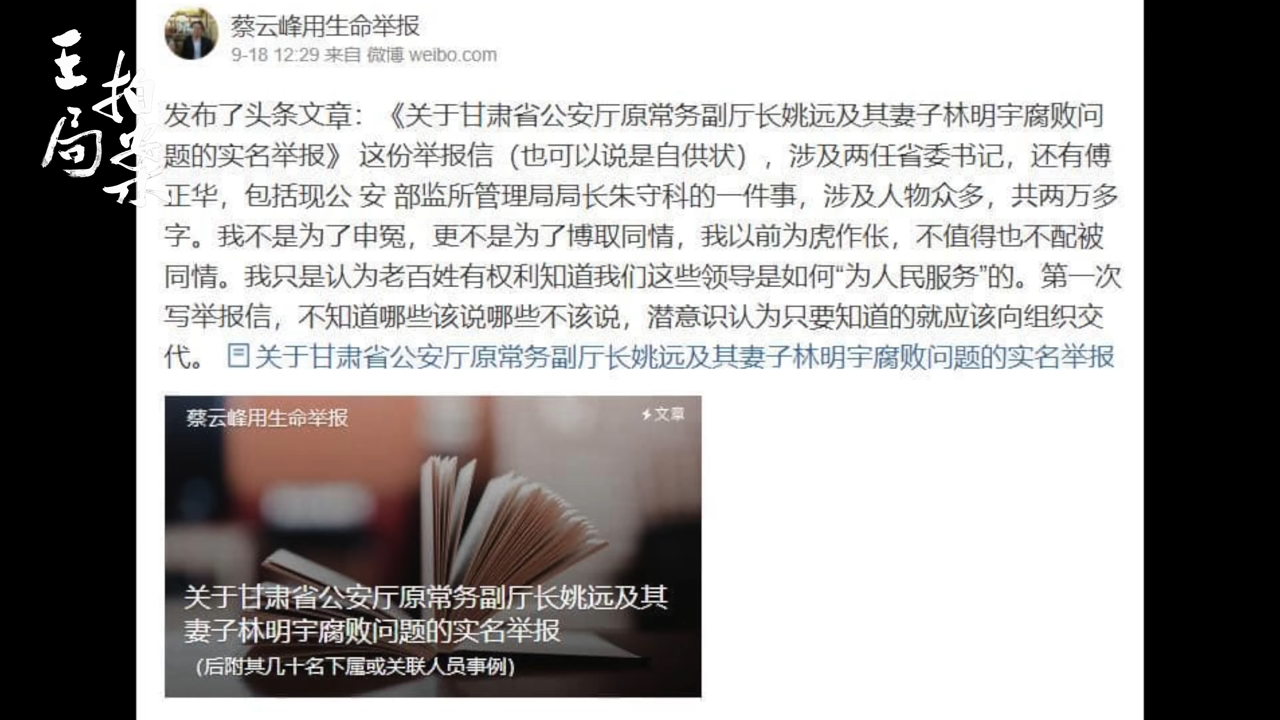 王局拍案
蔡云峰用生命举报
9-18 12:29 来自 微博 weibo.com
发布了头条文章：《关于甘肃省公安厅原常务副厅长姚远及其妻子林明宇腐败问
题的实名举报》 这份举报信（也可以说是自供状），涉及两任省委书记，还有傅
正华，包括现公 安 部监所管理局局长朱守科的一件事，涉及人物众多，共两万多
字。我不是为了申冤，更不是为了博取同情，我以前为虎作伥，不值得也不配被
同情。我只是认为老百姓有权利知道我们这些领导是如何“为人民服务”的。第一次
写举报信，不知道哪些该说哪些不该说，潜意识认为只要知道的就应该向组织交
代。 关于甘肃省公安厅原常务副厅长姚远及其妻子林明宇腐败问题的实名举报
蔡云峰用生命举报
文章
关于甘肃省公安厅原常务副厅长姚远及其
妻子林明宇腐败问题的实名举报
（后附其几十名下属或关联人员事例）